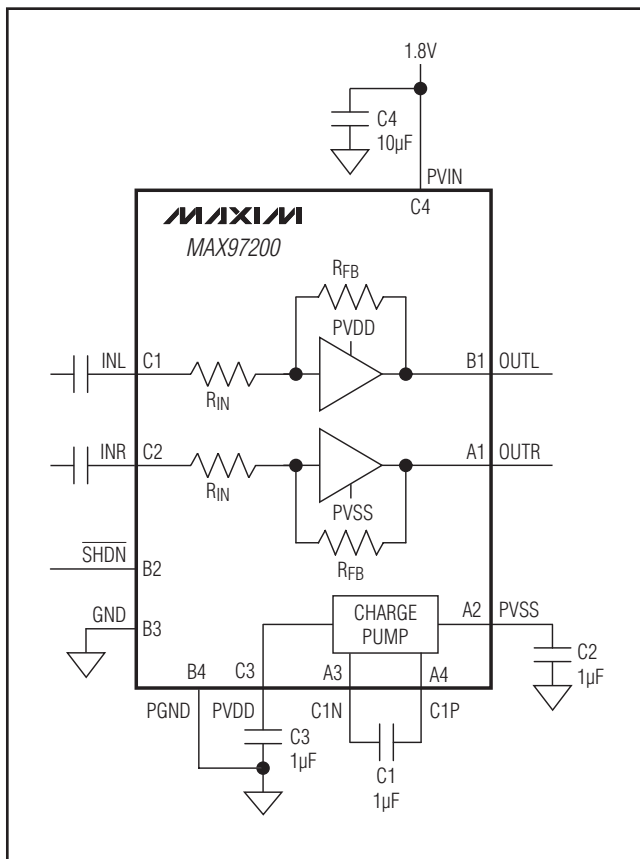 1.8V
C4
10µF
PVIN
C4
MAXIM
MAX97200
RFB
PVDD
INL
C1
RIN
B1
OUTL
INR
C2
RIN
A1
OUTR
PVSS
RFB
SHDN
B2
GND
B3
CHARGE
PUMP
A2
PVSS
C2
1µF
B4
C3
A3
A4
PGND
PVDD
C1N
C1P
C3
1µF
C1
1µF